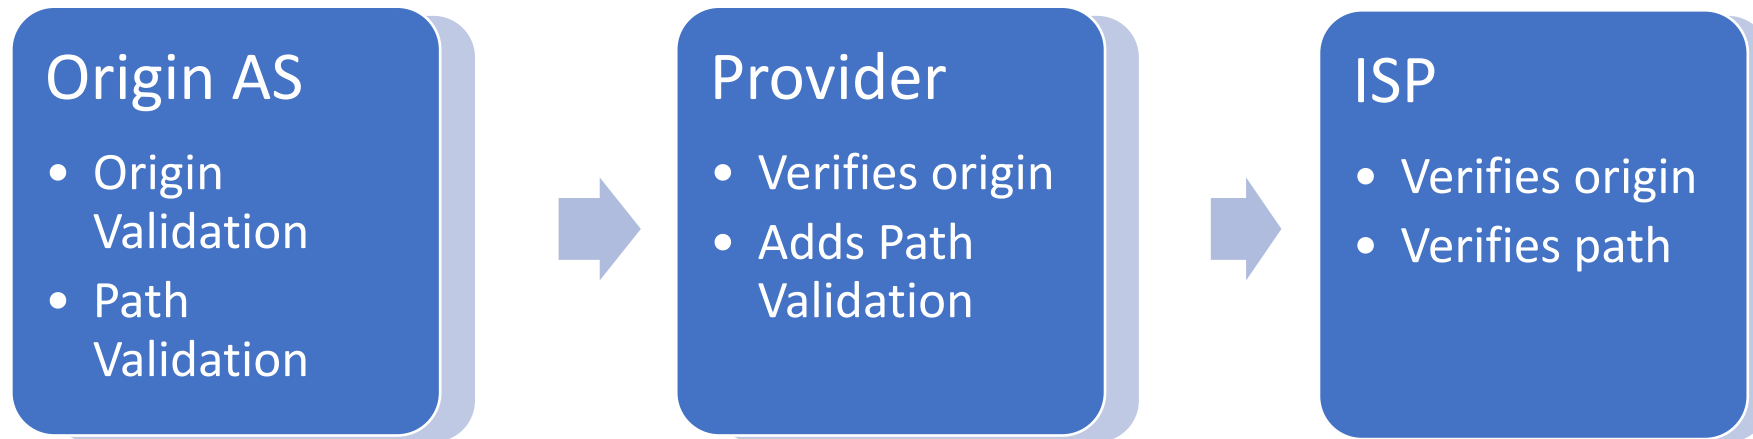 Origin AS
• Origin
Validation
• Path
Validation
Provider
• Verifies origin
• Adds Path
Validation
ISP
• Verifies origin
• Verifies path